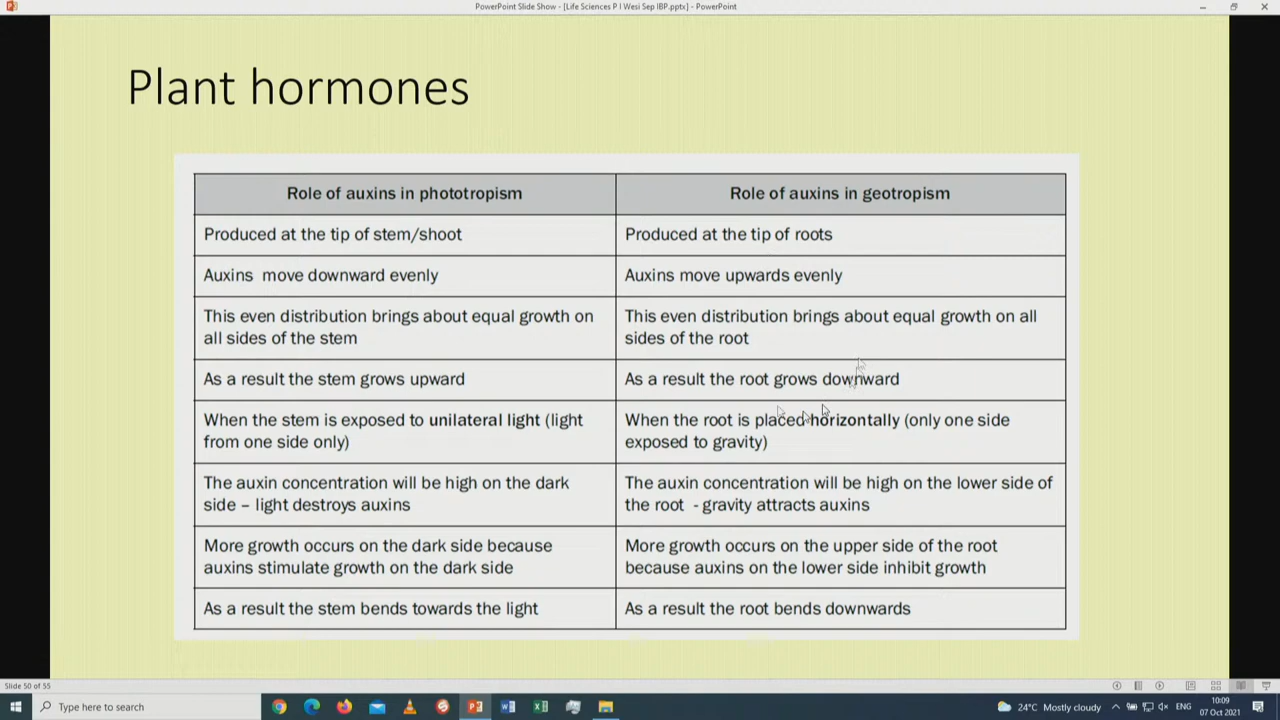 PowerPoint Slide Show - [Life Sciences P I Wesi Sep IBP.pptx] - PowerPoint
Plant hormones
Role of auxins in phototropism
Role of auxins in geotropism
Produced at the tip of stem/shoot
Produced at the tip of roots
Auxins move downward evenly
Auxins move upwards evenly
This even distribution brings about equal growth on
all sides of the stem
This even distribution brings about equal growth on all
sides of the root
As a result the stem grows upward
As a result the root grows downward
When the stem is exposed to unilateral light (light
from one side only)
When the root is placed horizontally (only one side
exposed to gravity)
The auxin concentration will be high on the dark
side – light destroys auxins
The auxin concentration will be high on the lower side of
the root - gravity attracts auxins
More growth occurs on the dark side because
auxins stimulate growth on the dark side
More growth occurs on the upper side of the root
because auxins on the lower side inhibit growth
As a result the stem bends towards the light
As a result the root bends downwards
Slide 50 of 55
Type here to search
24°C Mostly cloudy
ENG
10:09
07 Oct 2021